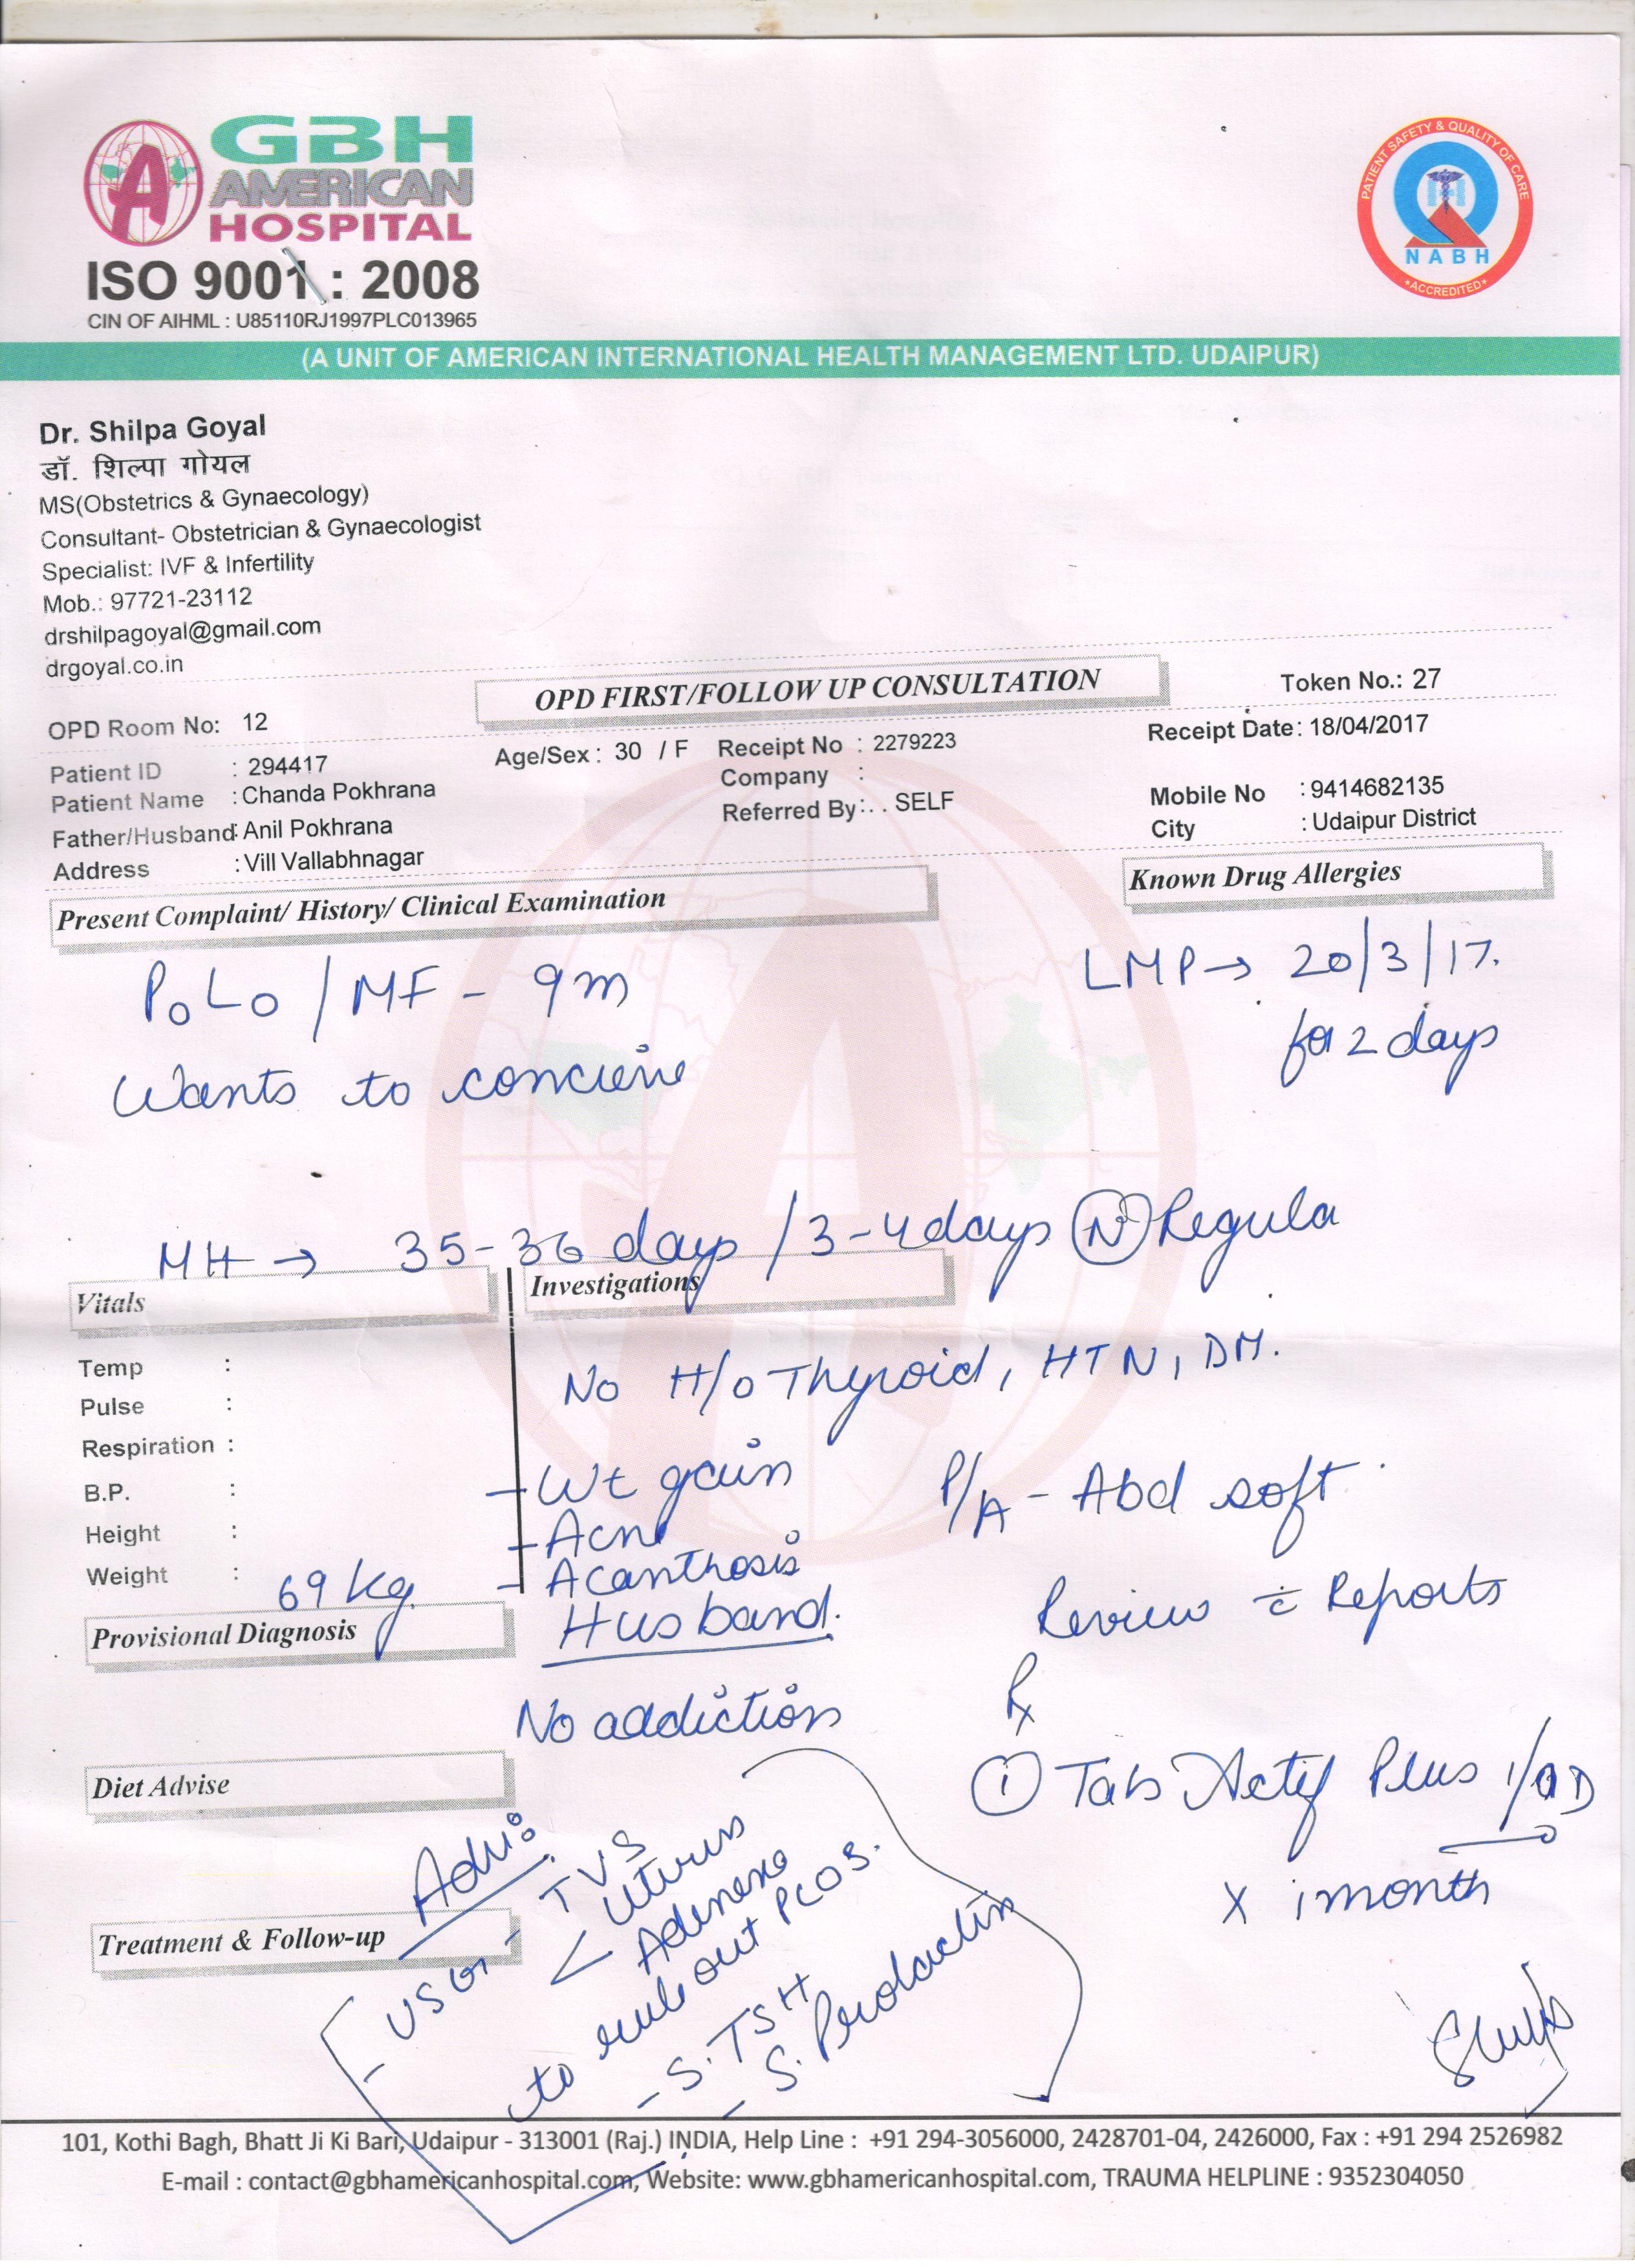 GBH
AMERICAN
HOSPITAL
ISO 9001 : 2008
CIN OF AIHML : U85110RJ1997PLC013965
PATIENT SAFETY & QUALITY OF CARE
NABH
ACCREDITED
(A UNIT OF AMERICAN INTERNATIONAL HEALTH MANAGEMENT LTD. UDAIPUR)
Dr. Shilpa Goyal
डॉ. शिल्पा गोयल
MS(Obstetrics & Gynaecology)
Consultant- Obstetrician & Gynaecologist
Specialist: IVF & Infertility
Mob.: 97721-23112
drshilpagoyal@gmail.com
drgoyal.co.in
OPD FIRST/FOLLOW UP CONSULTATION
Token No.: 27
OPD Room No: 12
Receipt Date: 18/04/2017
Patient ID : 294417
Age/Sex : 30 / F
Receipt No : 2279223
Patient Name : Chanda Pokhrana
Company :
Mobile No : 9414682135
Father/Husband: Anil Pokhrana
Referred By:. . SELF
City : Udaipur District
Address : Vill Vallabhnagar
Present Complaint/ History/ Clinical Examination
Known Drug Allergies
PoLo / MF - 9m
LMP → 20/3/17.
for 2 days
Wants to concieve
MH → 35-36 days / 3-4 days N Regula
Vitals
Investigations
Temp :
Pulse :
Respiration :
B.P. :
Height :
Weight : 69 kg.
No H/o Thyroid, HTN, DM.
- Wt gain
- Acne
- Acanthosis
P/A - Abd soft.
Husband.
No addiction
Review c̄ Reports
Provisional Diagnosis
Diet Advise
Treatment & Follow-up
Rx
① Tab Actif Plus 1/OD
x 1 month
Adv:
- USG - TVS
< Uterus
Adenexa
to rule out PCOS.
- S. TSH
- S. Prolactin
101, Kothi Bagh, Bhatt Ji Ki Bari, Udaipur - 313001 (Raj.) INDIA, Help Line : +91 294-3056000, 2428701-04, 2426000, Fax : +91 294 2526982
E-mail : contact@gbhamericanhospital.com, Website: www.gbhamericanhospital.com, TRAUMA HELPLINE : 9352304050